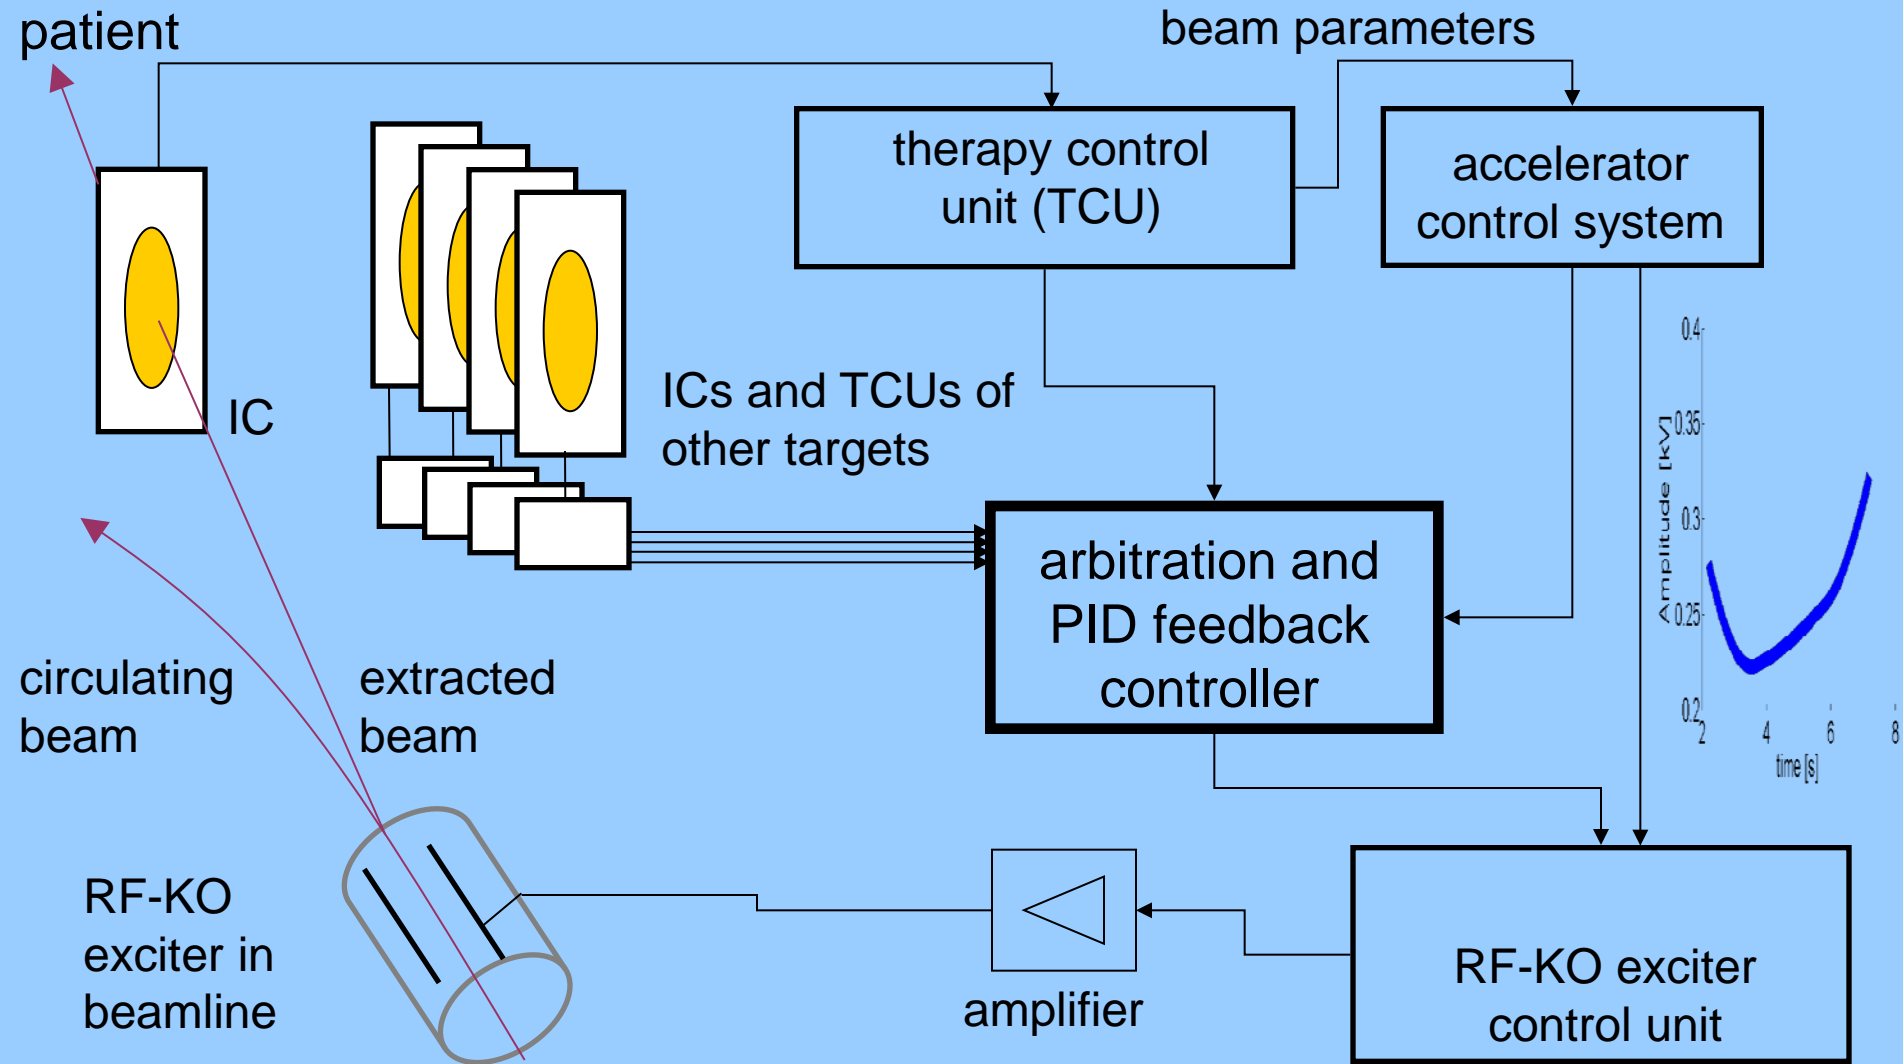 patient
beam parameters
therapy control
unit (TCU)
accelerator
control system
IC
ICs and TCUs of
other targets
arbitration and
PID feedback
controller
Amplitude [kV]
0.4
0.35
0.3
0.25
0.2
2
4
6
8
time [s]
circulating
beam
extracted
beam
RF-KO
exciter in
beamline
amplifier
RF-KO exciter
control unit